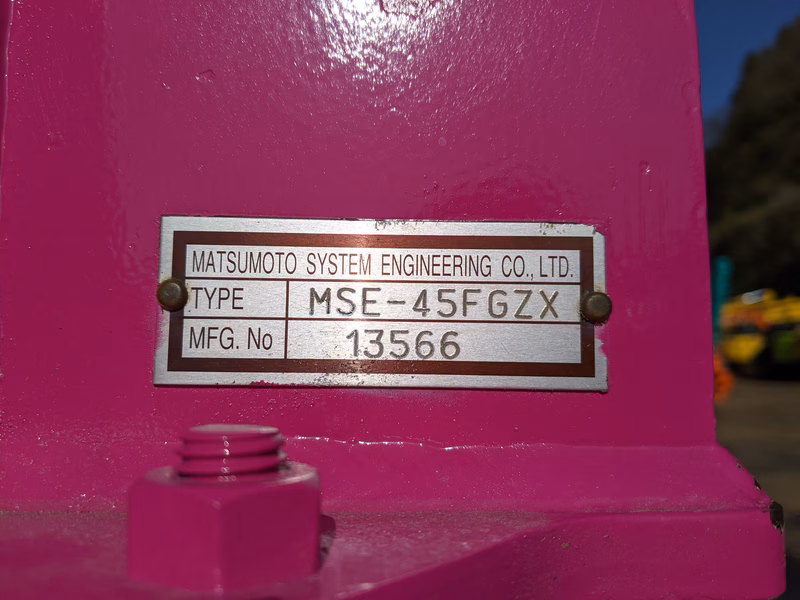 MATSUMOTO SYSTEM ENGINEERING CO., LTD.
TYPE MSE-45FGZX
MFG. No 13566